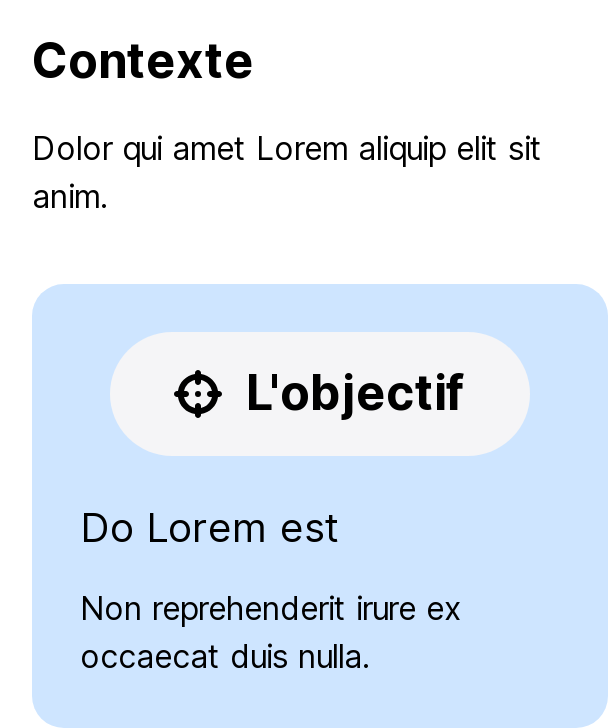 Contexte
Dolor qui amet Lorem aliquip elit sit
anim.
L'objectif
Do Lorem est
Non reprehenderit irure ex
occaecat duis nulla.